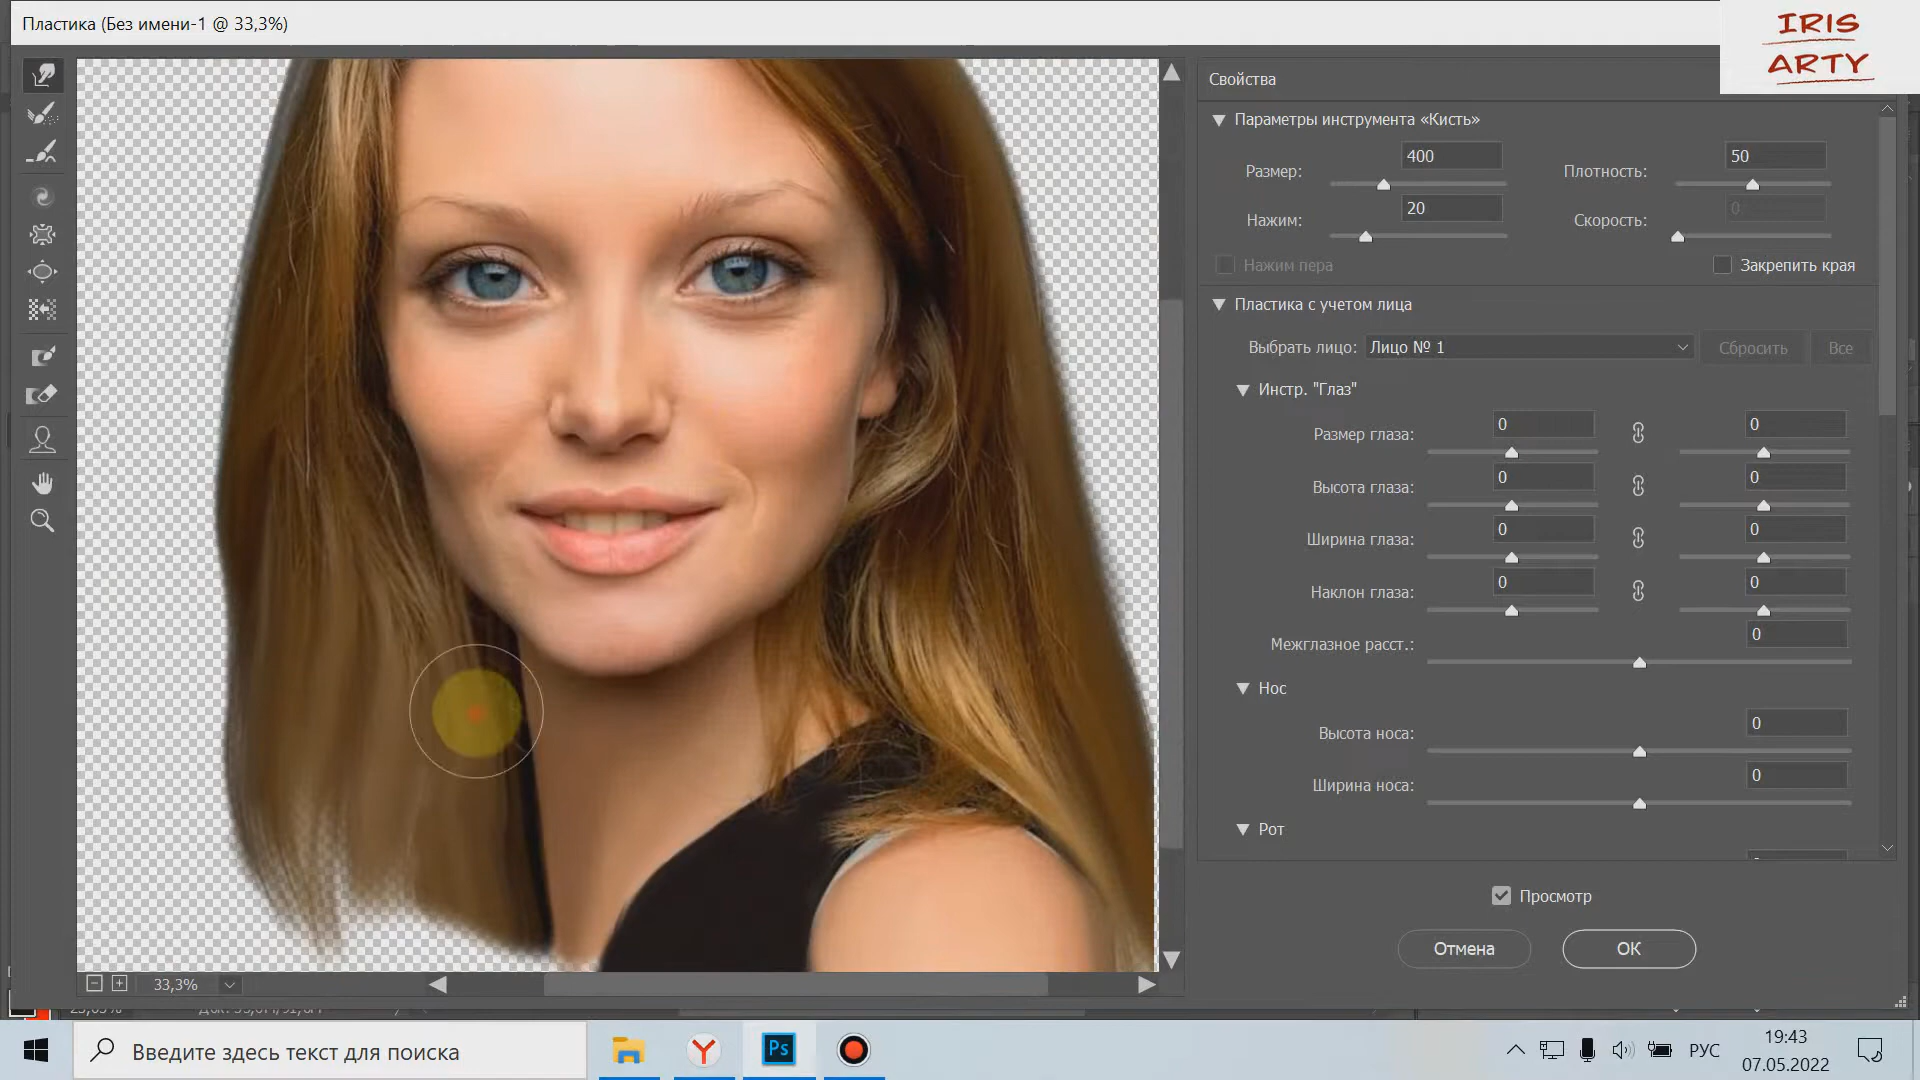 Пластика (Без имени-1 @ 33,3%)
IRIS
ARTY
Свойства
Параметры инструмента «Кисть»
Размер: 400 Плотность: 50
Нажим: 20 Скорость: 0
Нажим пера Закрепить края
Пластика с учетом лица
Выбрать лицо: Лицо № 1 Сбросить Все
Инстр. "Глаз"
Размер глаза: 0 0
Высота глаза: 0 0
Ширина глаза: 0 0
Наклон глаза: 0 0
Межглазное расст.: 0
Нос
Высота носа: 0
Ширина носа: 0
Рот
Просмотр
Отмена ОК
33,3%
Введите здесь текст для поиска
Ps
РУС
19:43
07.05.2022